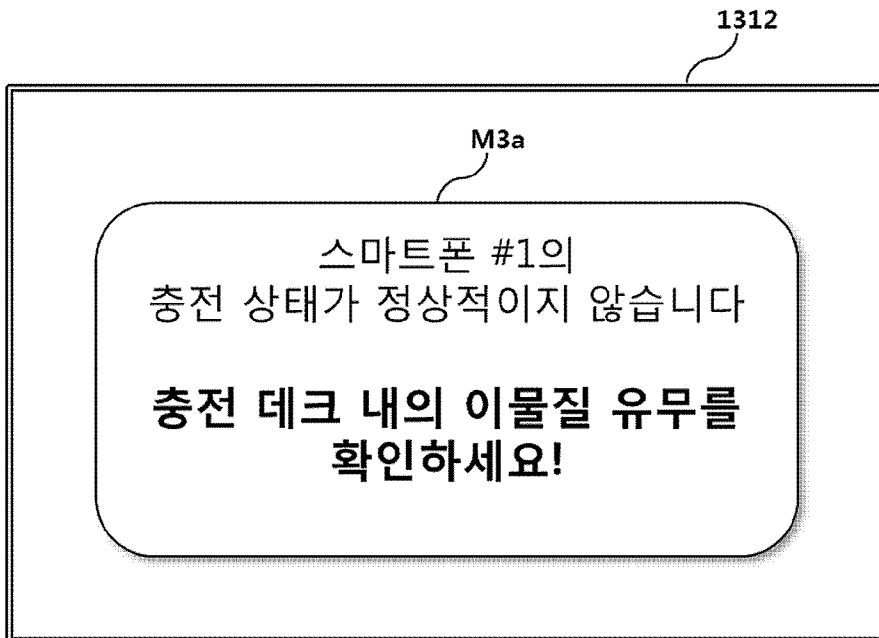 1312
M3a
스마트폰 #1의
충전 상태가 정상적이지 않습니다
충전 데크 내의 이물질 유무를
확인하세요!